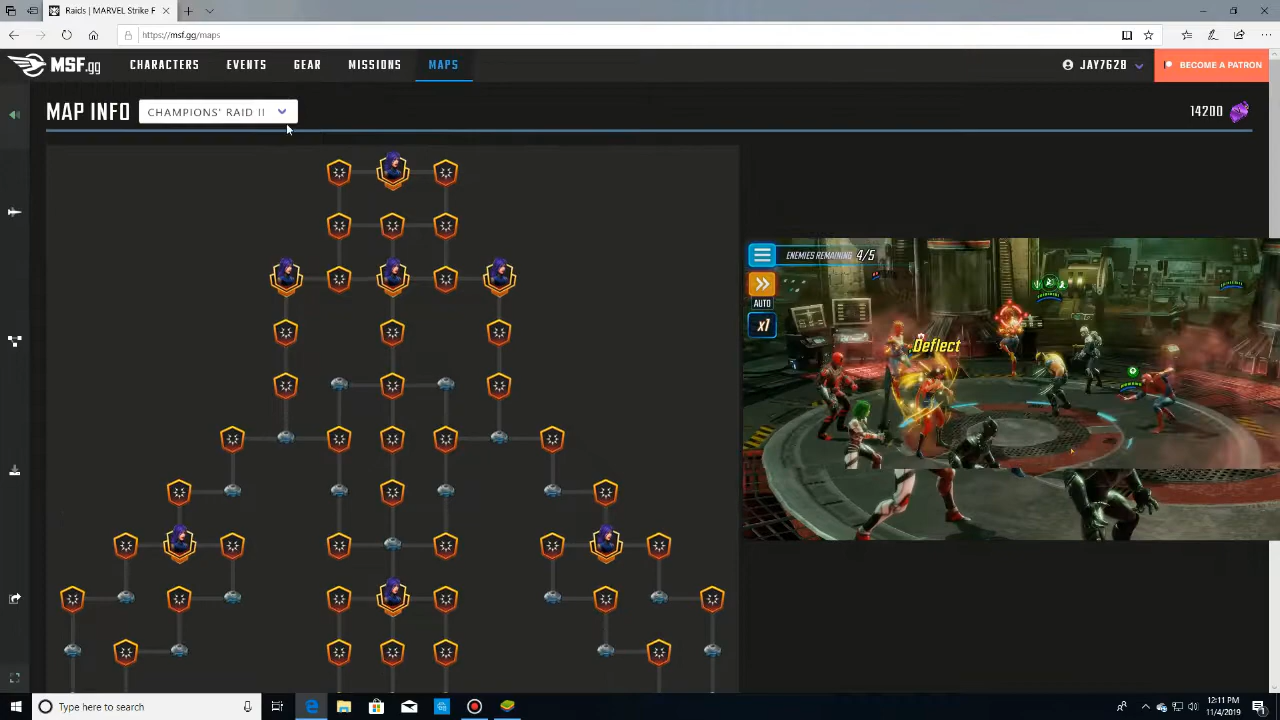 Raids | MARVEL Strike F
https://msf.gg/maps
MSF.gg
CHARACTERS
EVENTS
GEAR
MISSIONS
MAPS
JAY7628
BECOME A PATRON
MAP INFO
CHAMPIONS' RAID II
14200
ENEMIES REMAINING 4/5
AUTO
x1
Deflect
Type here to search
12:11 PM
11/4/2019